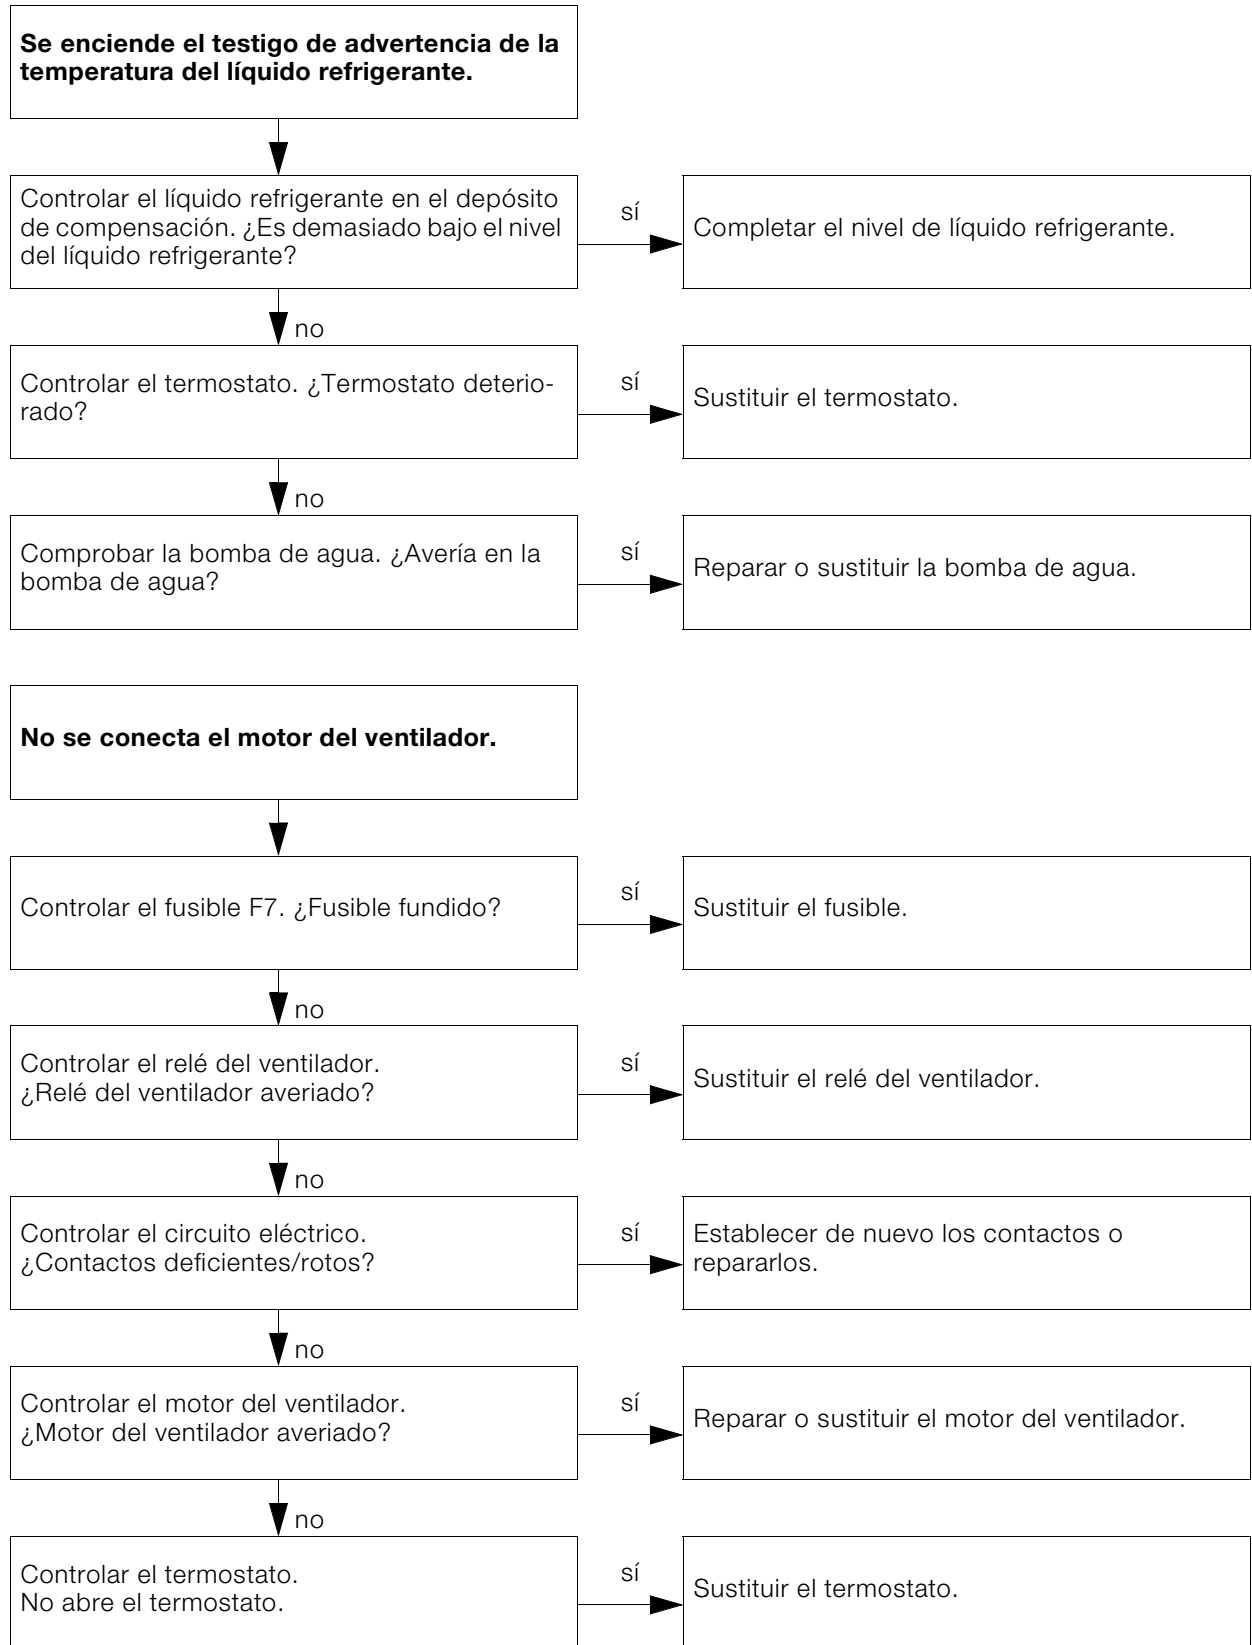 Se enciende el testigo de advertencia de la
temperatura del líquido refrigerante.
Controlar el líquido refrigerante en el depósito
de compensación. ¿Es demasiado bajo el nivel
del líquido refrigerante?
sí
Completar el nivel de líquido refrigerante.
no
Controlar el termostato. ¿Termostato deterio-
rado?
sí
Sustituir el termostato.
no
Comprobar la bomba de agua. ¿Avería en la
bomba de agua?
sí
Reparar o sustituir la bomba de agua.
No se conecta el motor del ventilador.
Controlar el fusible F7. ¿Fusible fundido?
sí
Sustituir el fusible.
no
Controlar el relé del ventilador.
¿Relé del ventilador averiado?
sí
Sustituir el relé del ventilador.
no
Controlar el circuito eléctrico.
¿Contactos deficientes/rotos?
sí
Establecer de nuevo los contactos o
repararlos.
no
Controlar el motor del ventilador.
¿Motor del ventilador averiado?
sí
Reparar o sustituir el motor del ventilador.
no
Controlar el termostato.
No abre el termostato.
sí
Sustituir el termostato.